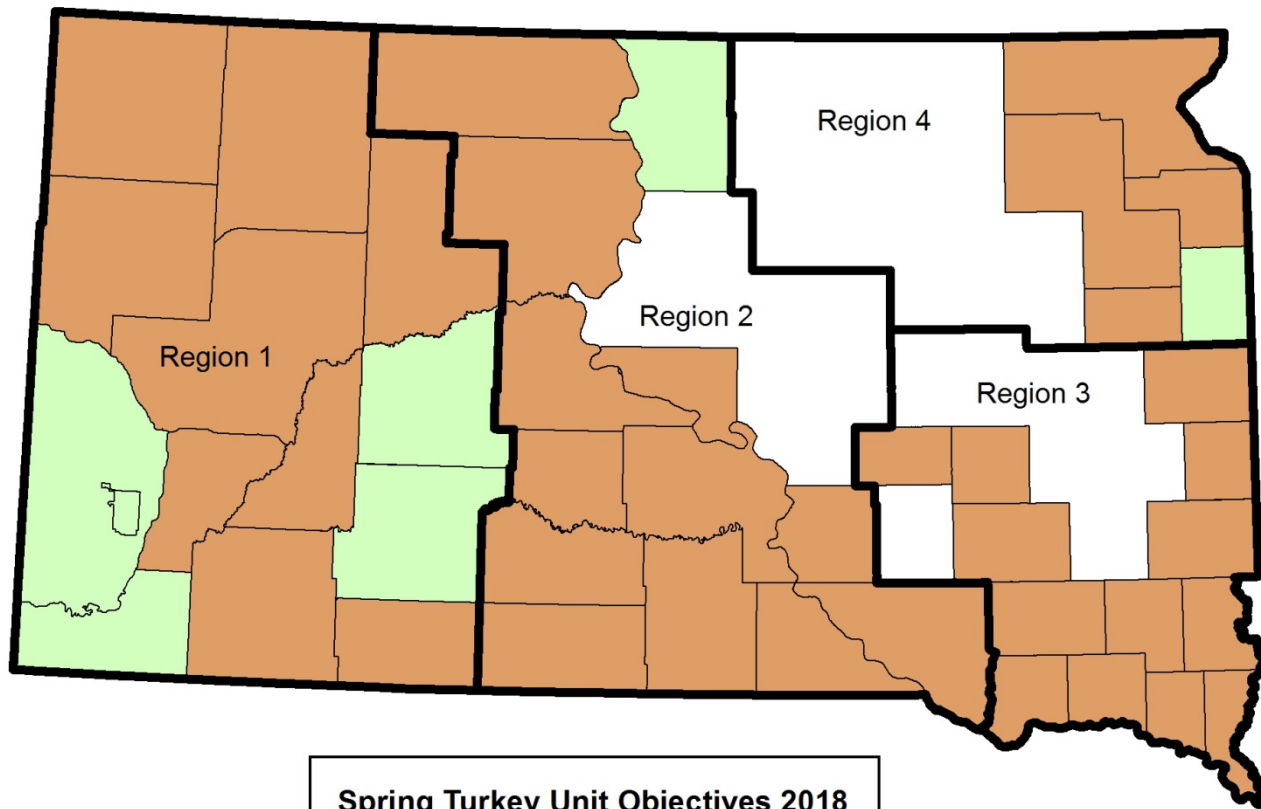 Region 4
Region 2
Region 1
Region 3
Spring Turkey Unit Objectives 2018